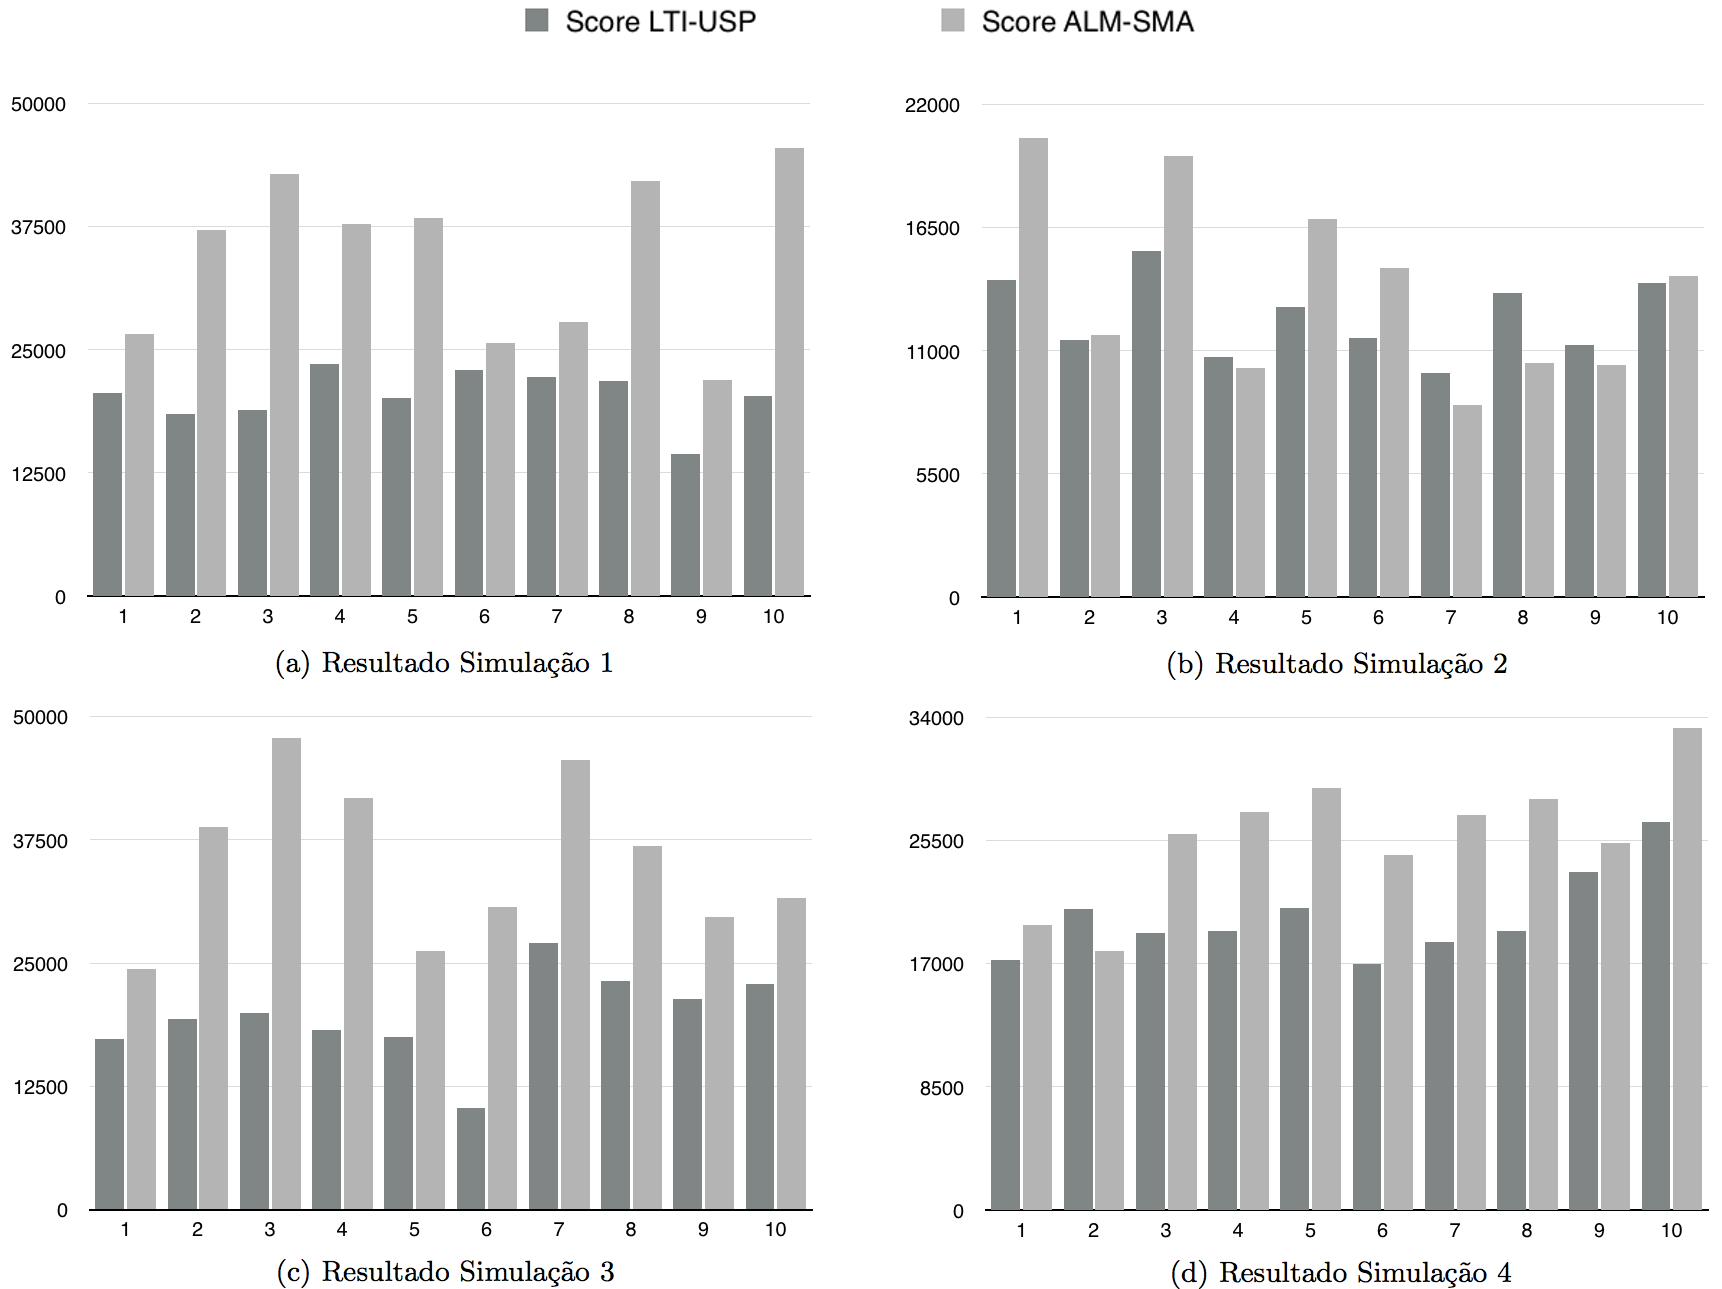 Score LTI-USP Score ALM-SMA
50000
37500
25000
12500
0
1 2 3 4 5 6 7 8 9 10
(a) Resultado Simulação 1
22000
16500
11000
5500
0
1 2 3 4 5 6 7 8 9 10
(b) Resultado Simulação 2
50000
37500
25000
12500
0
1 2 3 4 5 6 7 8 9 10
(c) Resultado Simulação 3
34000
25500
17000
8500
0
1 2 3 4 5 6 7 8 9 10
(d) Resultado Simulação 4